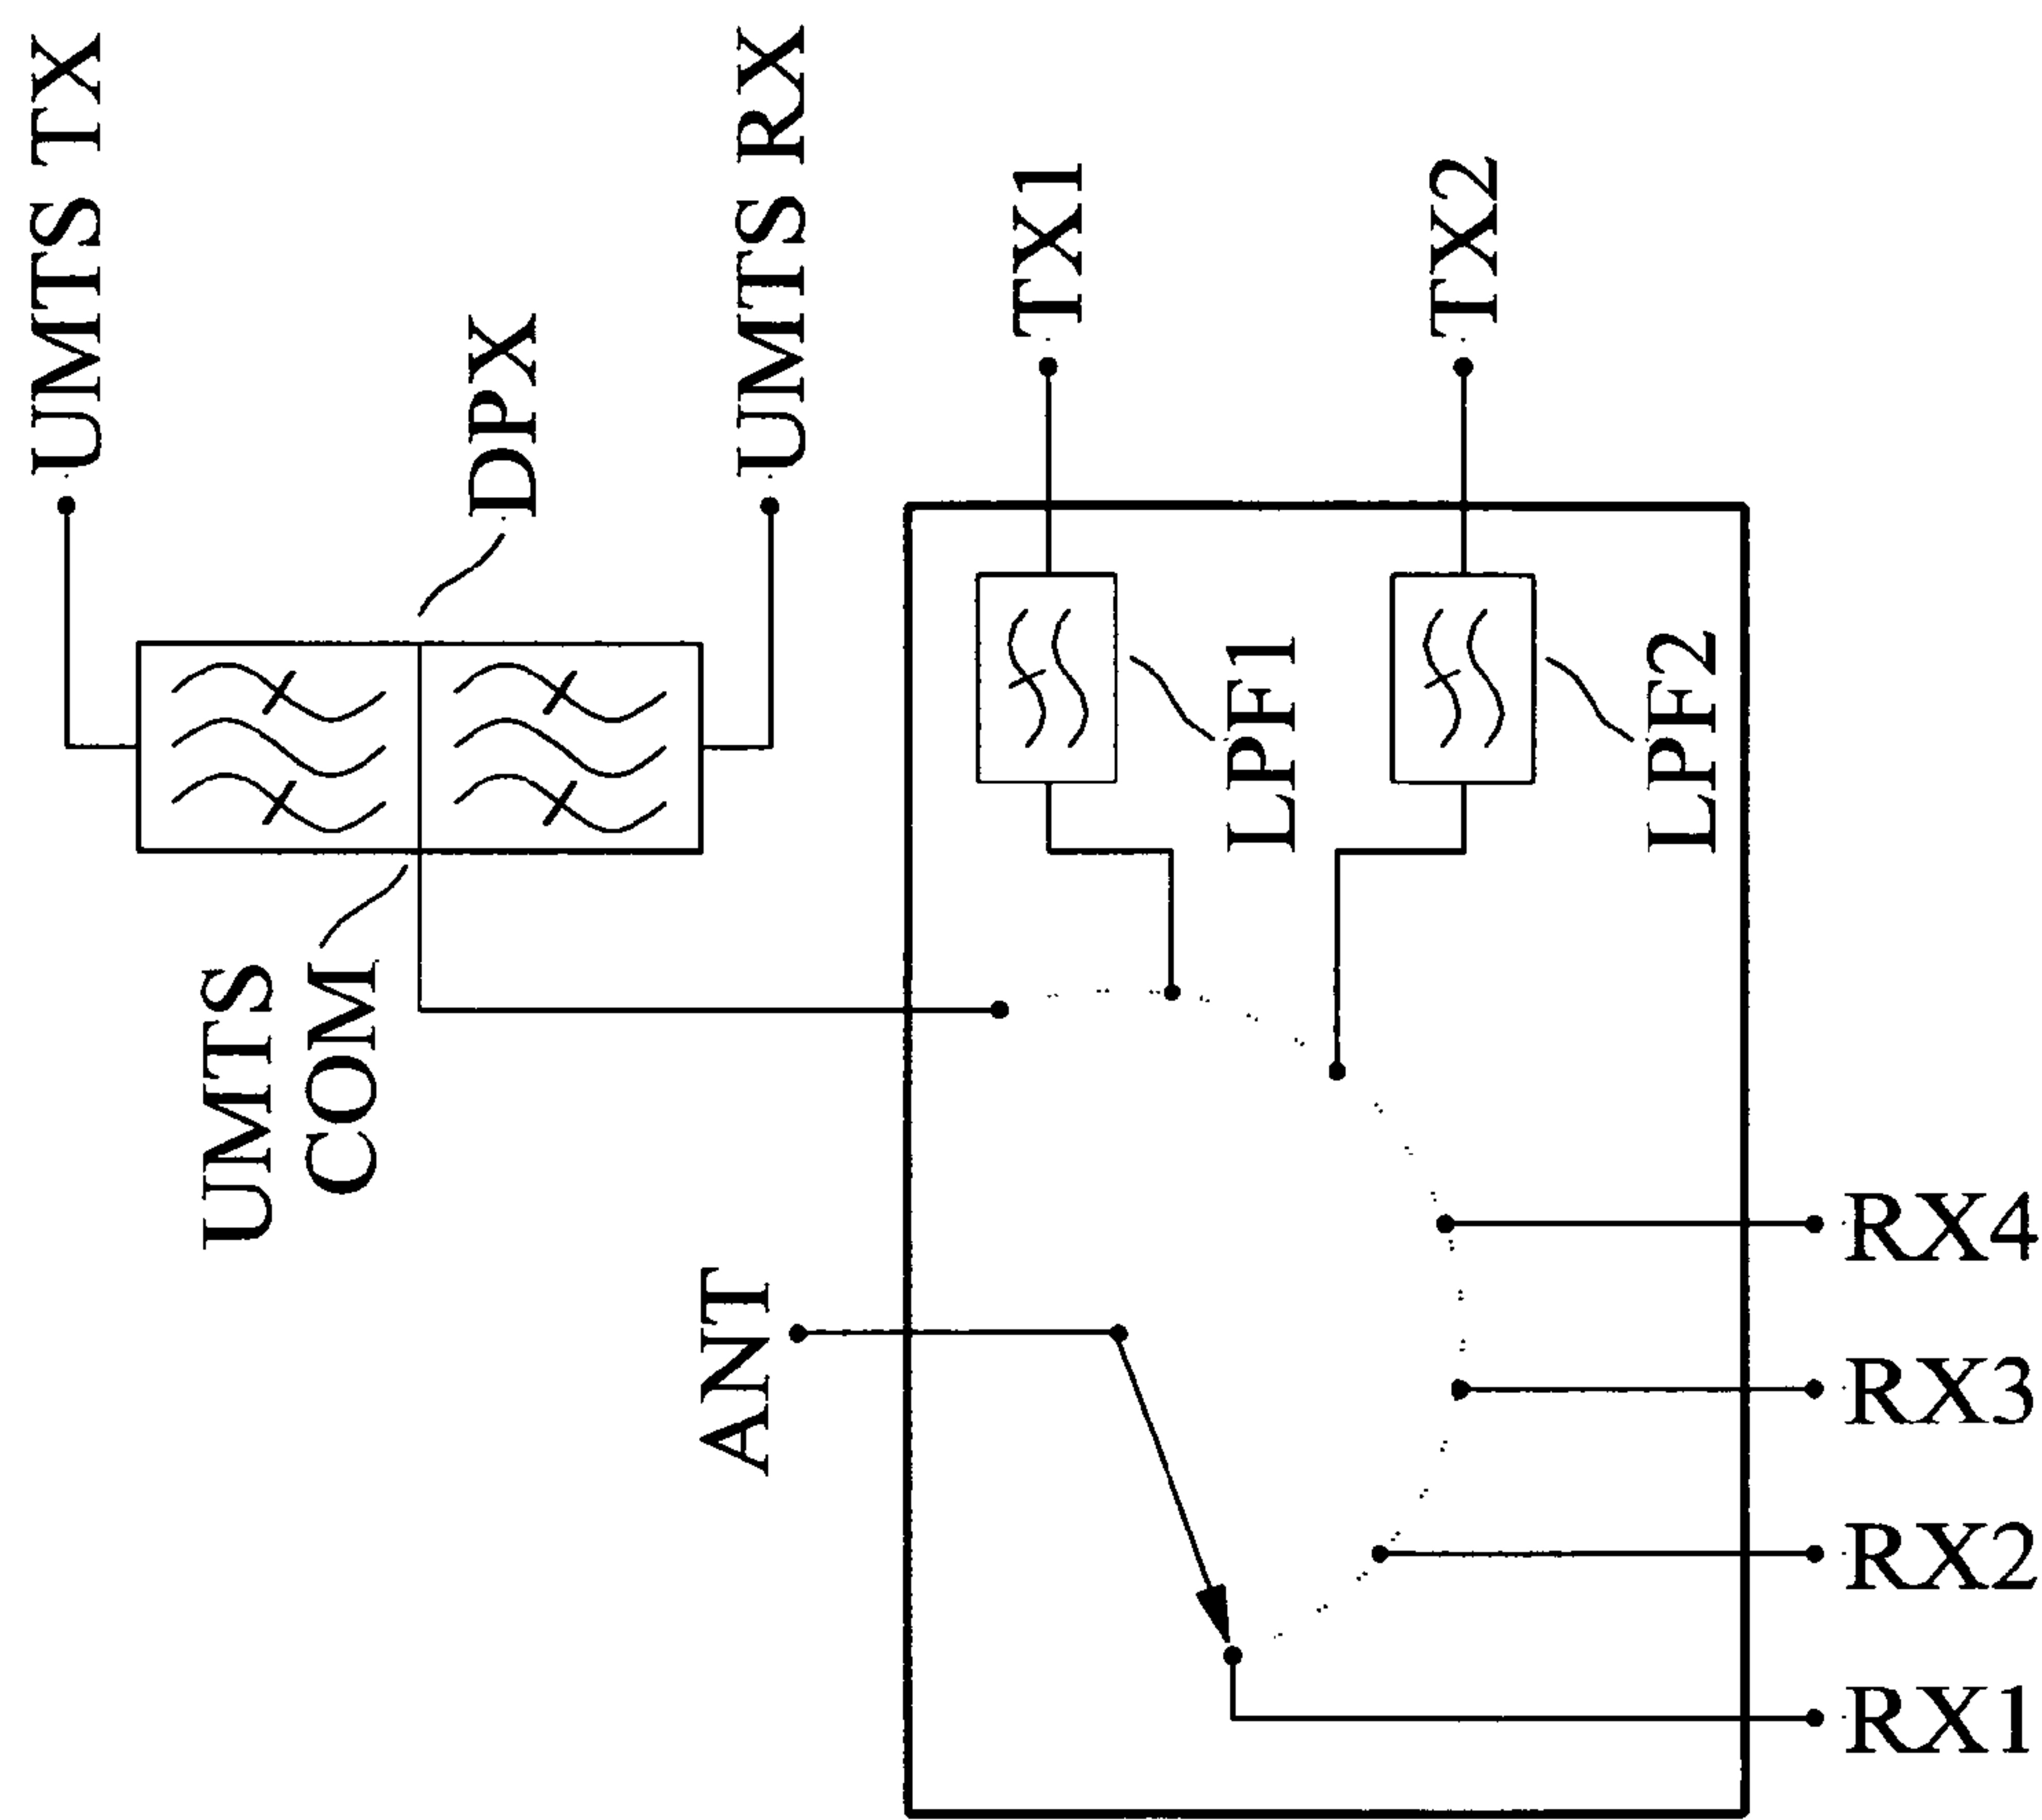 UMTS TX
DPX
UMTS RX
TX1
TX2
LPF1
LPF2
UMTS
COM
ANT
RX4
RX3
RX2
RX1